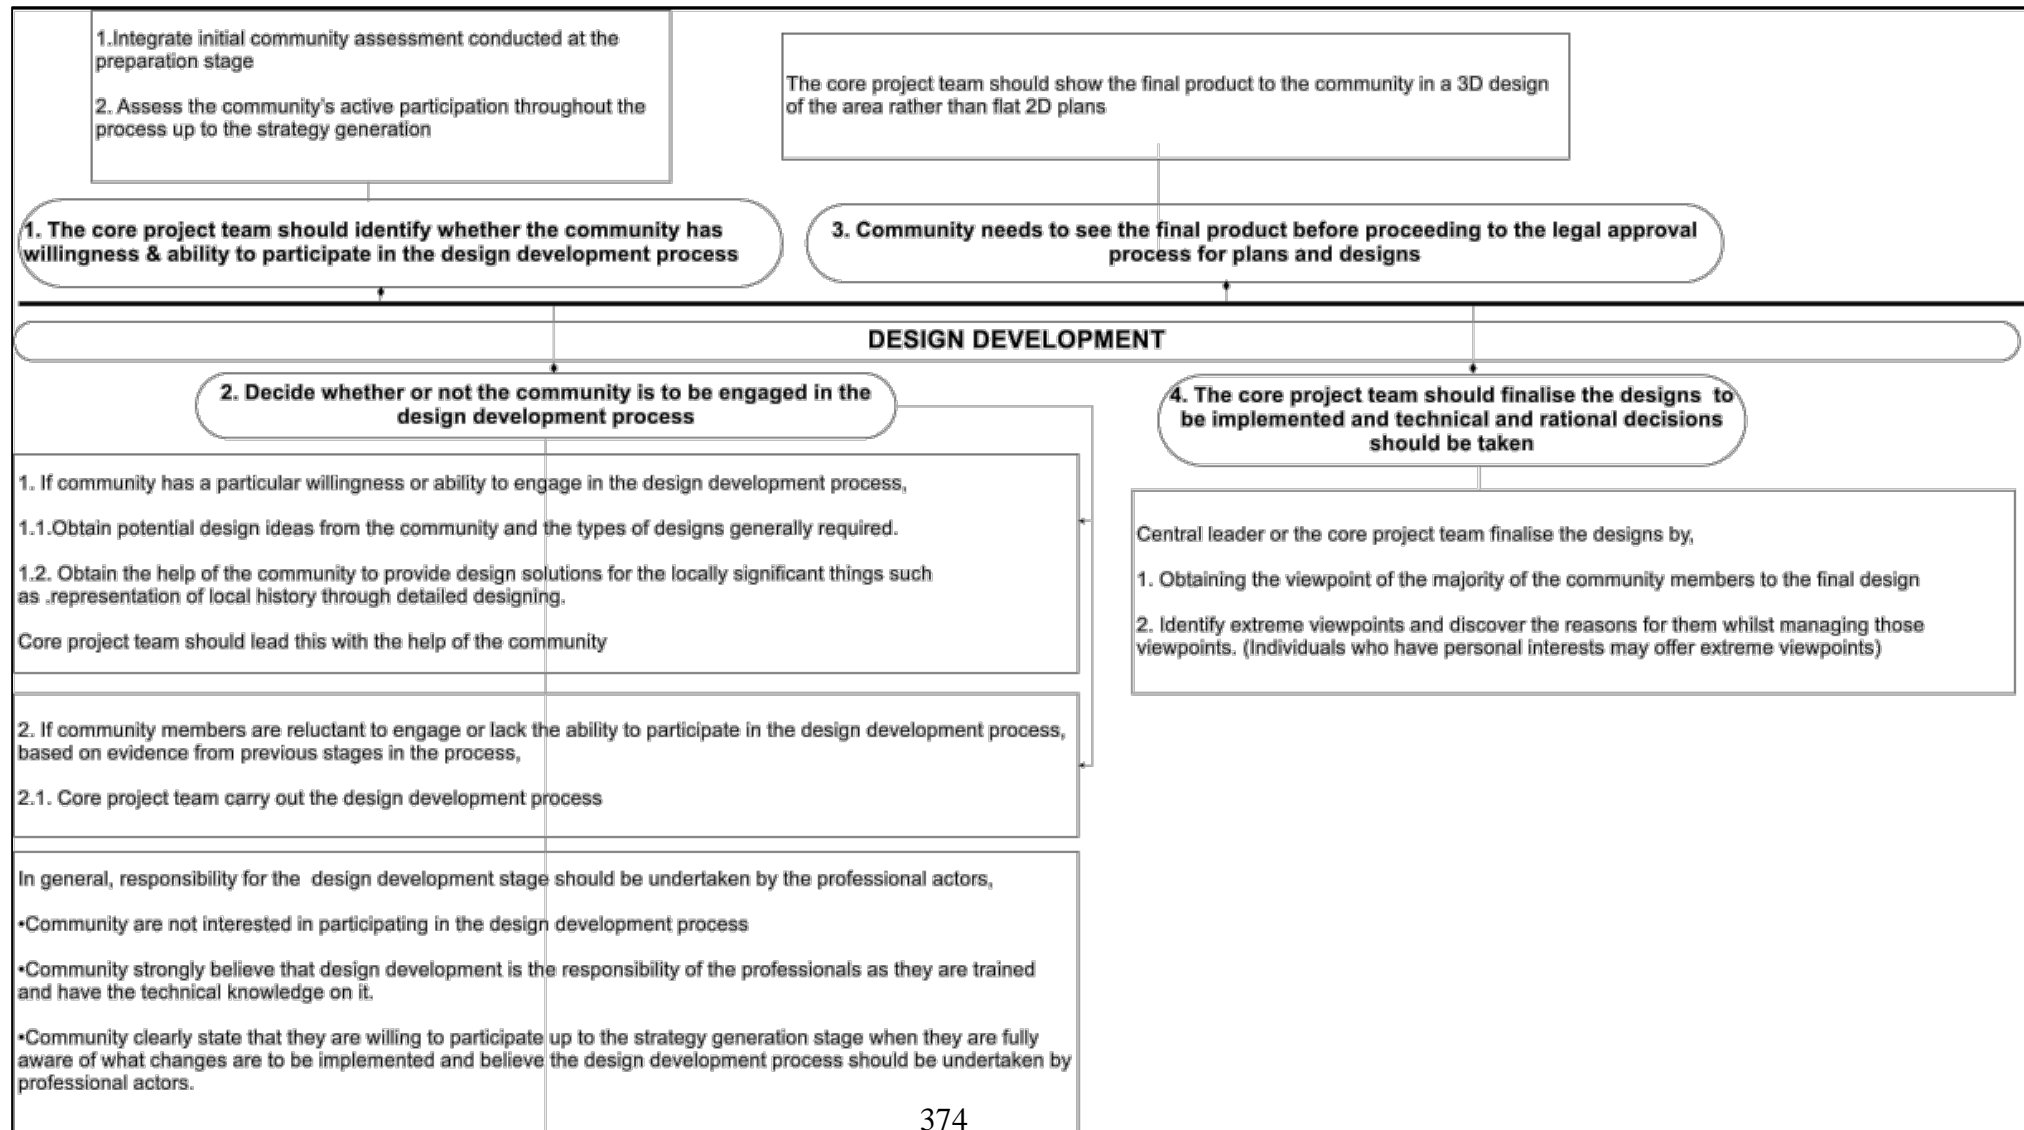 1.Integrate initial community assessment conducted at the
preparation stage
2. Assess the community's active participation throughout the
process up to the strategy generation
The core project team should show the final product to the community in a 3D design
of the area rather than flat 2D plans
1. The core project team should identify whether the community has
willingness & ability to participate in the design development process
3. Community needs to see the final product before proceeding to the legal approval
process for plans and designs
DESIGN DEVELOPMENT
2. Decide whether or not the community is to be engaged in the
design development process
4. The core project team should finalise the designs to
be implemented and technical and rational decisions
should be taken
1. If community has a particular willingness or ability to engage in the design development process,
1.1.Obtain potential design ideas from the community and the types of designs generally required.
1.2. Obtain the help of the community to provide design solutions for the locally significant things such
as .representation of local history through detailed designing.
Core project team should lead this with the help of the community
Central leader or the core project team finalise the designs by,
1. Obtaining the viewpoint of the majority of the community members to the final design
2. Identify extreme viewpoints and discover the reasons for them whilst managing those
viewpoints. (Individuals who have personal interests may offer extreme viewpoints)
2. If community members are reluctant to engage or lack the ability to participate in the design development process,
based on evidence from previous stages in the process,
2.1. Core project team carry out the design development process
In general, responsibility for the design development stage should be undertaken by the professional actors,
•Community are not interested in participating in the design development process
•Community strongly believe that design development is the responsibility of the professionals as they are trained
and have the technical knowledge on it.
•Community clearly state that they are willing to participate up to the strategy generation stage when they are fully
aware of what changes are to be implemented and believe the design development process should be undertaken by
professional actors.
374